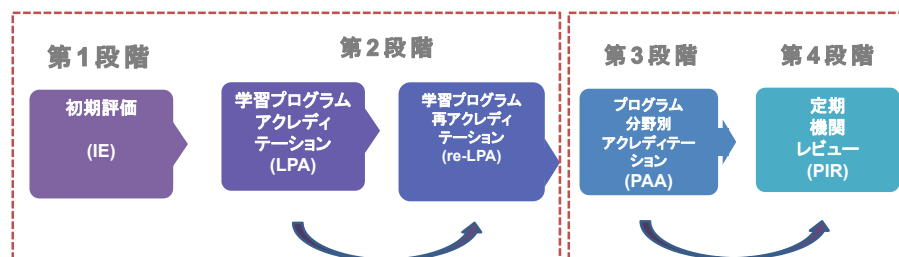 第1段階
第2段階
第3段階
第4段階
初期評価
(IE)
学習プログラム
アクレディ
テーション
(LPA)
学習プログラム
再アクレディ
テーション
(re-LPA)
プログラム
分野別
アクレディテー
ション
(PAA)
定期
機関
レビュー
(PIR)